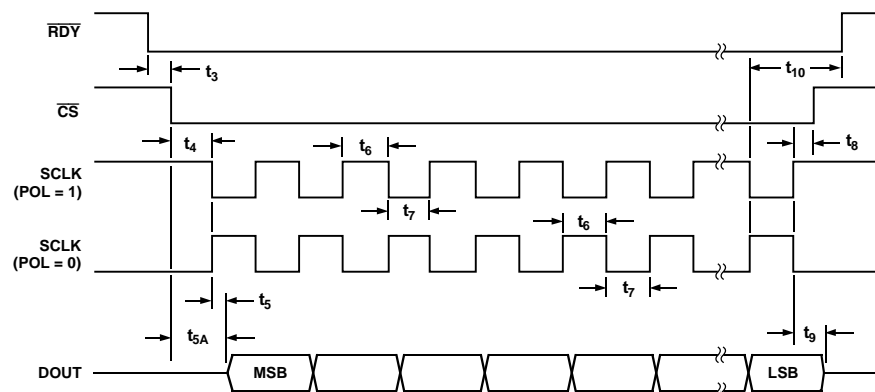 RDY
t3
t10
CS
t4
t6
t8
SCLK
(POL = 1)
t7
t6
SCLK
(POL = 0)
t7
t5
t5A
t9
DOUT
MSB
LSB